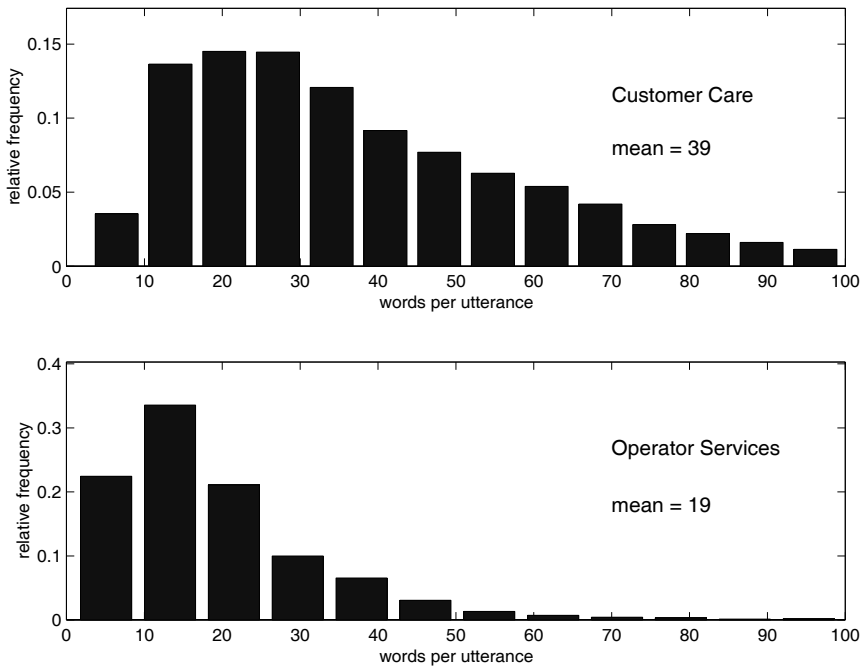 0.15
0.1
0.05
0
relative frequency
Customer Care
mean = 39
0 10 20 30 40 50 60 70 80 90 100
words per utterance
0.4
0.3
0.2
0.1
0
relative frequency
Operator Services
mean = 19
0 10 20 30 40 50 60 70 80 90 100
words per utterance